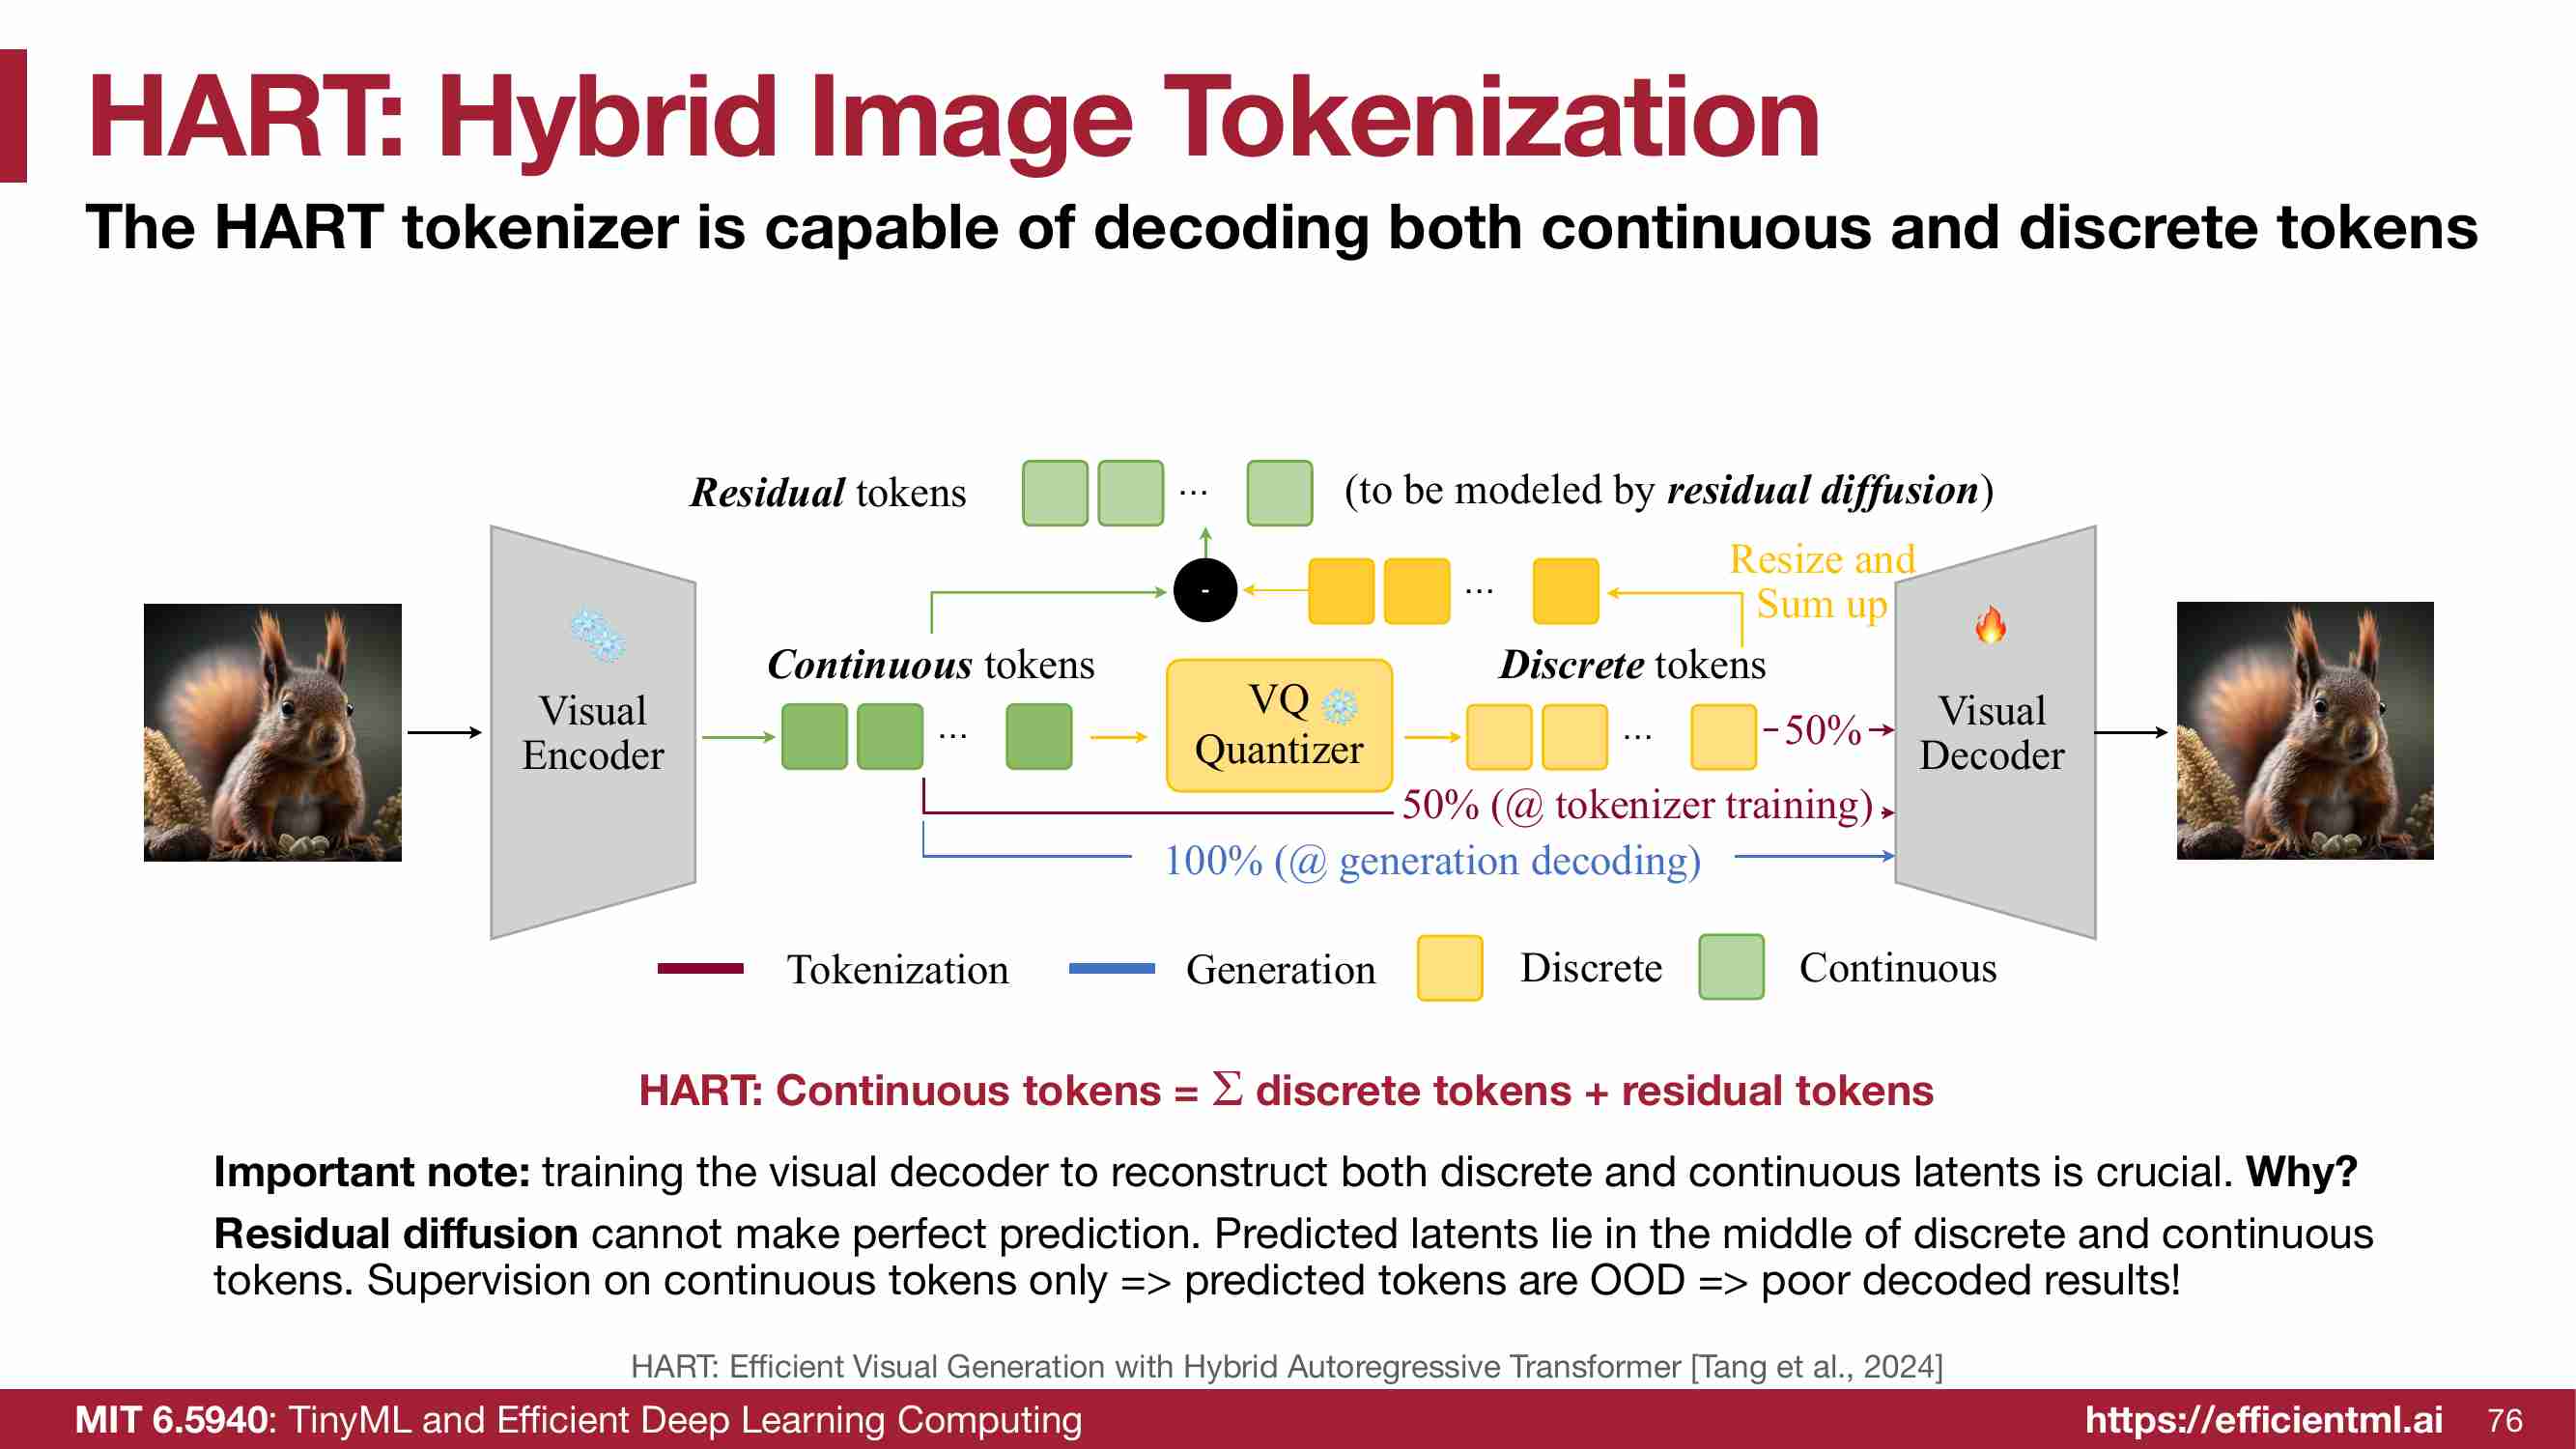 HART: Hybrid Image Tokenization
The HART tokenizer is capable of decoding both continuous and discrete tokens
Residual tokens
...
(to be modeled by residual diffusion)
Resize and
Sum up
-
...
Continuous tokens
Discrete tokens
Visual
Encoder
...
VQ
Quantizer
...
50%
Visual
Decoder
50% (@ tokenizer training)
100% (@ generation decoding)
Tokenization
Generation
Discrete
Continuous
HART: Continuous tokens = Σ discrete tokens + residual tokens
Important note: training the visual decoder to reconstruct both discrete and continuous latents is crucial. Why?
Residual diffusion cannot make perfect prediction. Predicted latents lie in the middle of discrete and continuous
tokens. Supervision on continuous tokens only => predicted tokens are OOD => poor decoded results!
HART: Efficient Visual Generation with Hybrid Autoregressive Transformer [Tang et al., 2024]
MIT 6.5940: TinyML and Efficient Deep Learning Computing
https://efficientml.ai
76